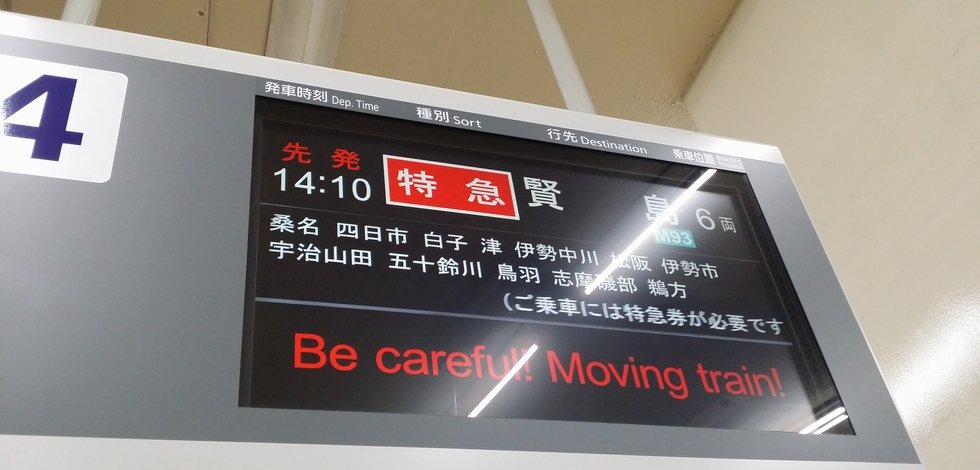 4
発車時刻 Dep. Time 種別 Sort 行先 Destination 乗車位置 Boarding Position
先発
14:10 特急 賢島 6両
M93
桑名 四日市 白子 津 伊勢中川 松阪 伊勢市
宇治山田 五十鈴川 鳥羽 志摩磯部 鵜方
(ご乗車には特急券が必要です
Be careful! Moving train!